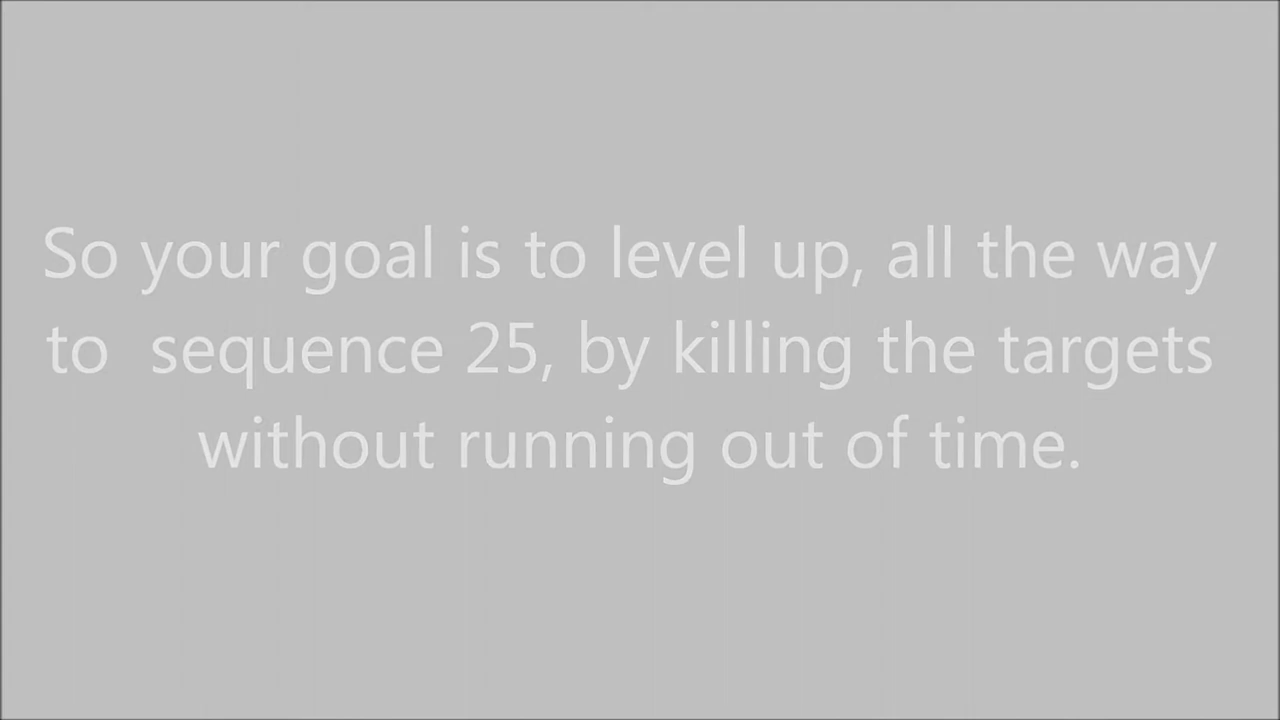 So your goal is to level up, all the way
to  sequence 25, by killing the targets
without running out of time.